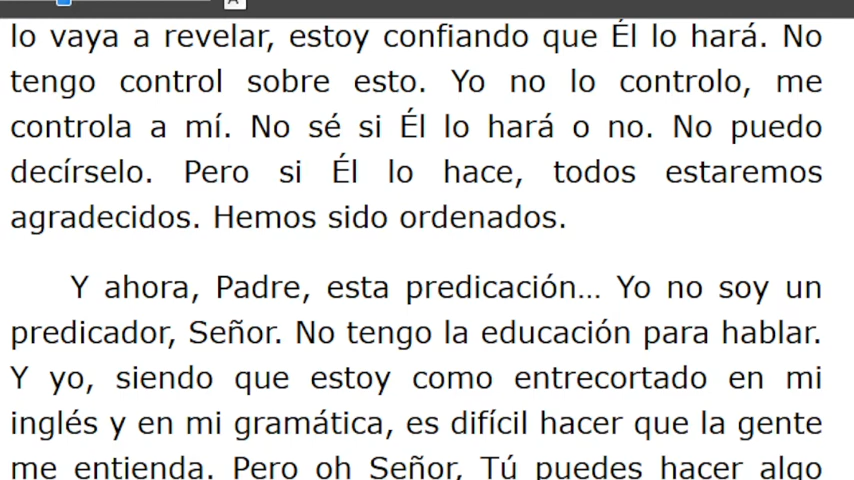 lo vaya a revelar, estoy confiando que Él lo hará. No
tengo control sobre esto. Yo no lo controlo, me
controla a mí. No sé si Él lo hará o no. No puedo
decírselo. Pero si Él lo hace, todos estaremos
agradecidos. Hemos sido ordenados.
Y ahora, Padre, esta predicación... Yo no soy un
predicador, Señor. No tengo la educación para hablar.
Y yo, siendo que estoy como entrecortado en mi
inglés y en mi gramática, es difícil hacer que la gente
me entienda. Pero oh Señor, Tú puedes hacer algo